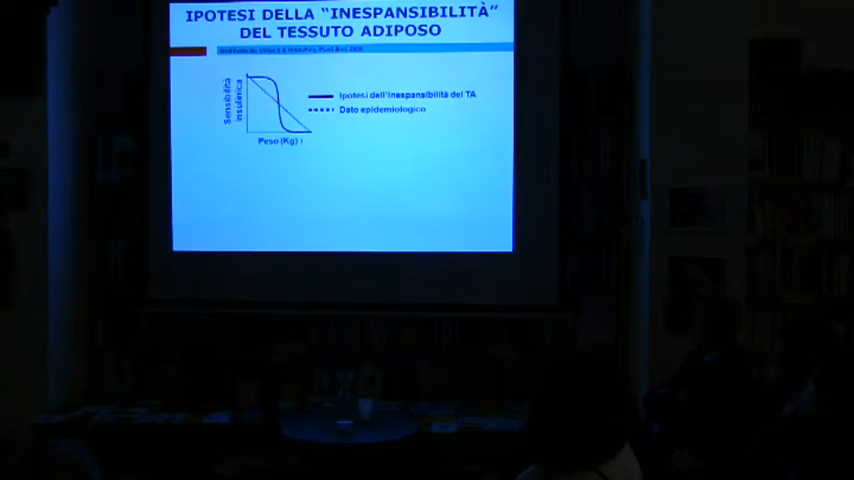 IPOTESI DELLA “INESPANSIBILITÀ”
DEL TESSUTO ADIPOSO
Sensibilità
insulinica
Ipotesi dell'inespansibilità del TA
Dato epidemiologico
Peso (Kg)